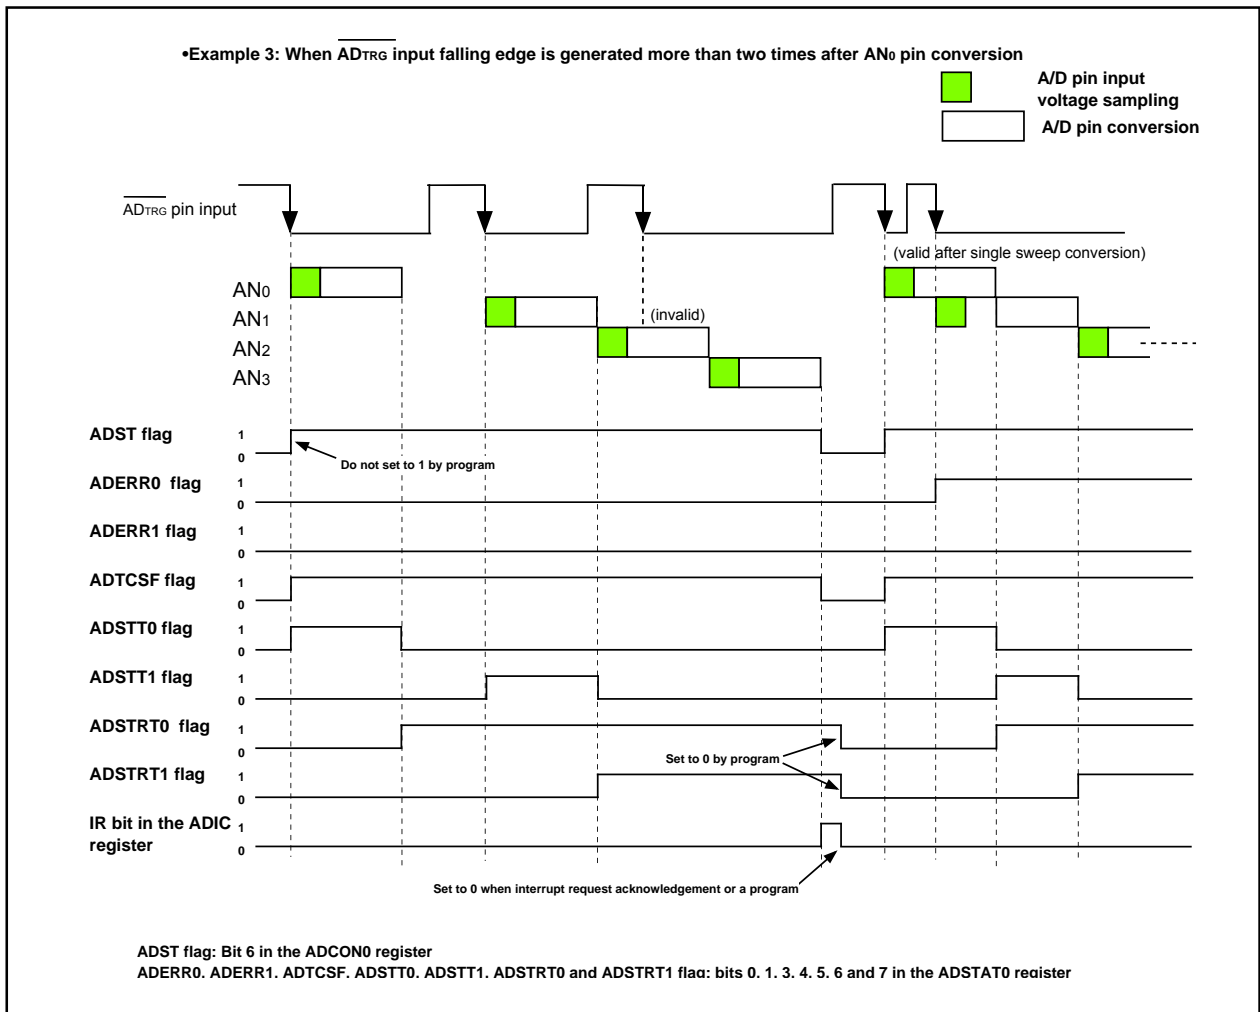 •Example 3: When ADTRG input falling edge is generated more than two times after AN0 pin conversion
A/D pin input
voltage sampling
A/D pin conversion
ADTRG pin input
(valid after single sweep conversion)
AN0
AN1
(invalid)
AN2
AN3
ADST flag
1
0
Do not set to 1 by program
ADERR0 flag
1
0
ADERR1 flag
1
0
ADTCSF flag
1
0
ADSTT0 flag
1
0
ADSTT1 flag
1
0
ADSTRT0 flag
1
0
Set to 0 by program
ADSTRT1 flag
1
0
IR bit in the ADIC
register
1
0
Set to 0 when interrupt request acknowledgement or a program
ADST flag: Bit 6 in the ADCON0 register
ADERR0, ADERR1, ADTCSF, ADSTT0, ADSTT1, ADSTRT0 and ADSTRT1 flag: bits 0, 1, 3, 4, 5, 6 and 7 in the ADSTAT0 register